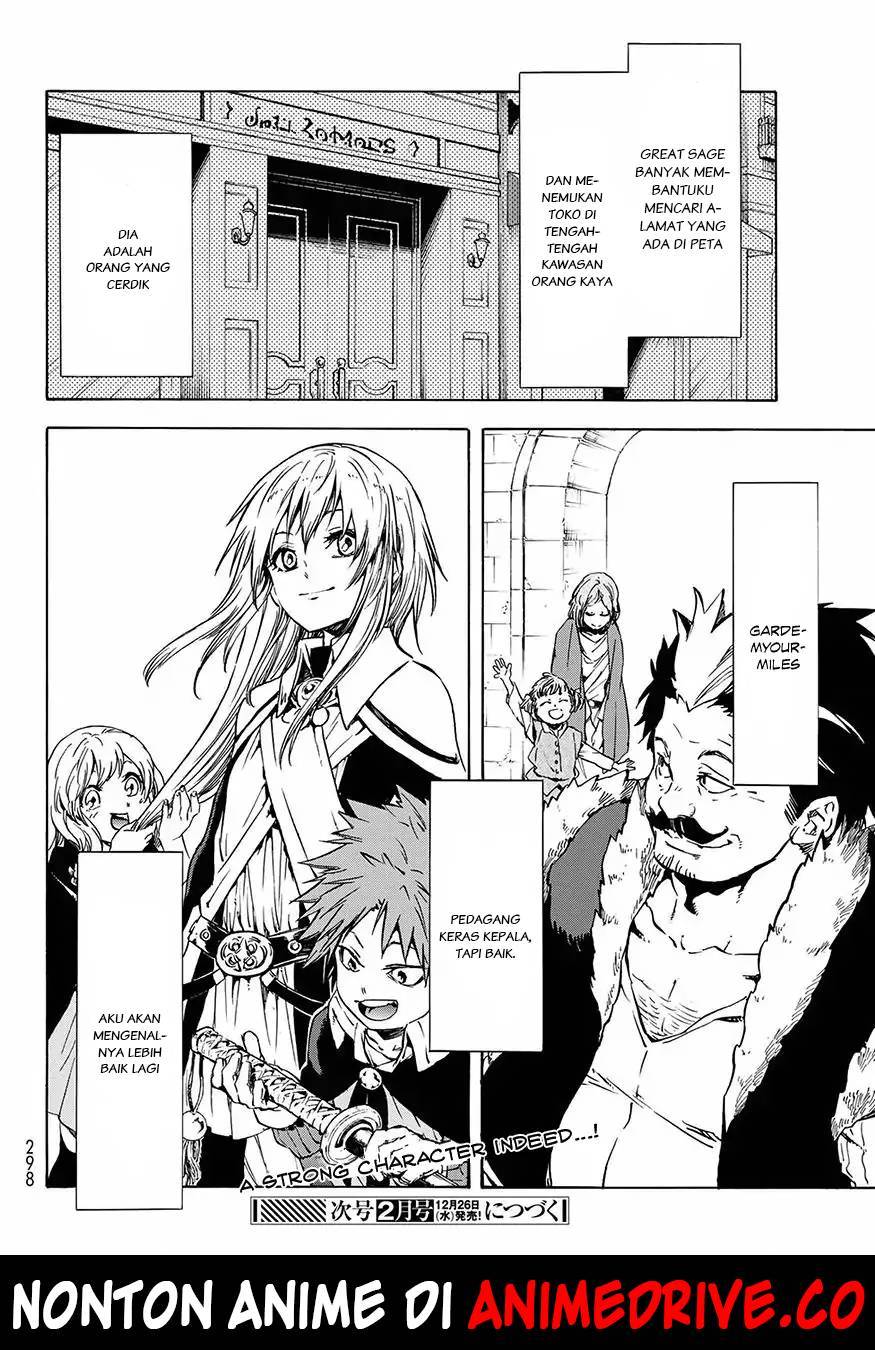 GREAT SAGE
BANYAK MEM-
BANTUKU
MENCARI A-
LAMAT YANG
ADA DI PETA
DAN ME-
NEMUKAN
TOKO DI
TENGAH-
TENGAH
KAWASAN
ORANG KAYA
DIA
ADALAH
ORANG YANG
CERDIK
GARDE-
MYOUR-
MILES
PEDAGANG
KERAS KEPALA,
TAPI BAIK.
AKU AKAN
MENGENAL-
NYA LEBIH
BAIK LAGI
A STRONG CHARACTER INDEED...!
298
次号2月号12月26日(水)発売!につづく
NONTON ANIME DI ANIMEDRIVE.CO